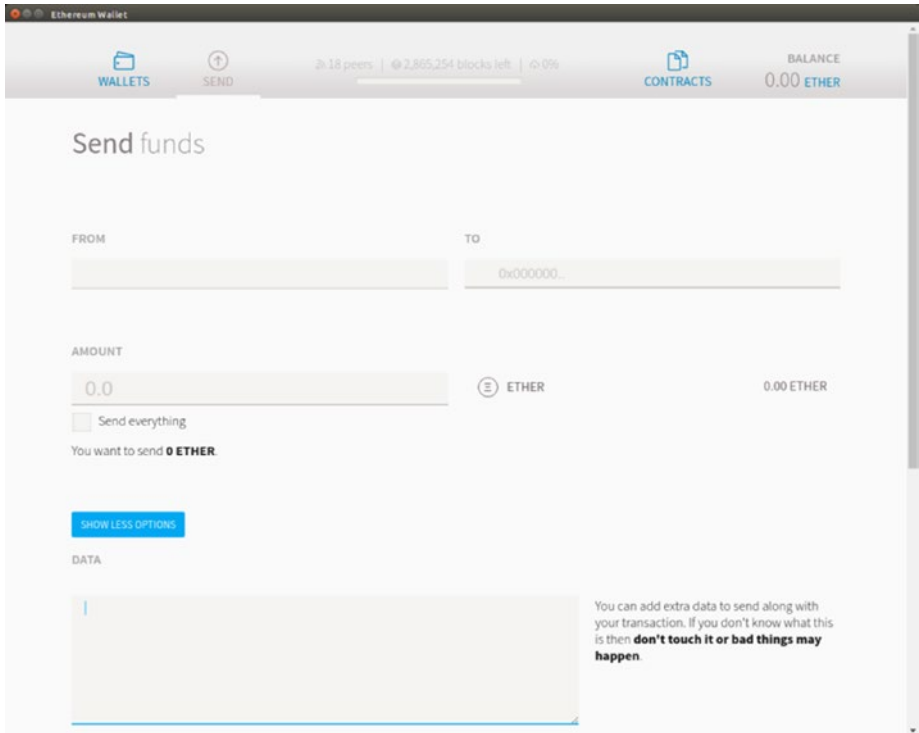 Ethereum Wallet
WALLETS
SEND
18 peers | 2,865,254 blocks left | 0%
CONTRACTS
BALANCE
0.00 ETHER
Send funds
FROM
TO
0x000000..
AMOUNT
0.0
ETHER
0.00 ETHER
Send everything
You want to send 0 ETHER.
SHOW LESS OPTIONS
DATA
You can add extra data to send along with
your transaction. If you don't know what this
is then don't touch it or bad things may
happen.